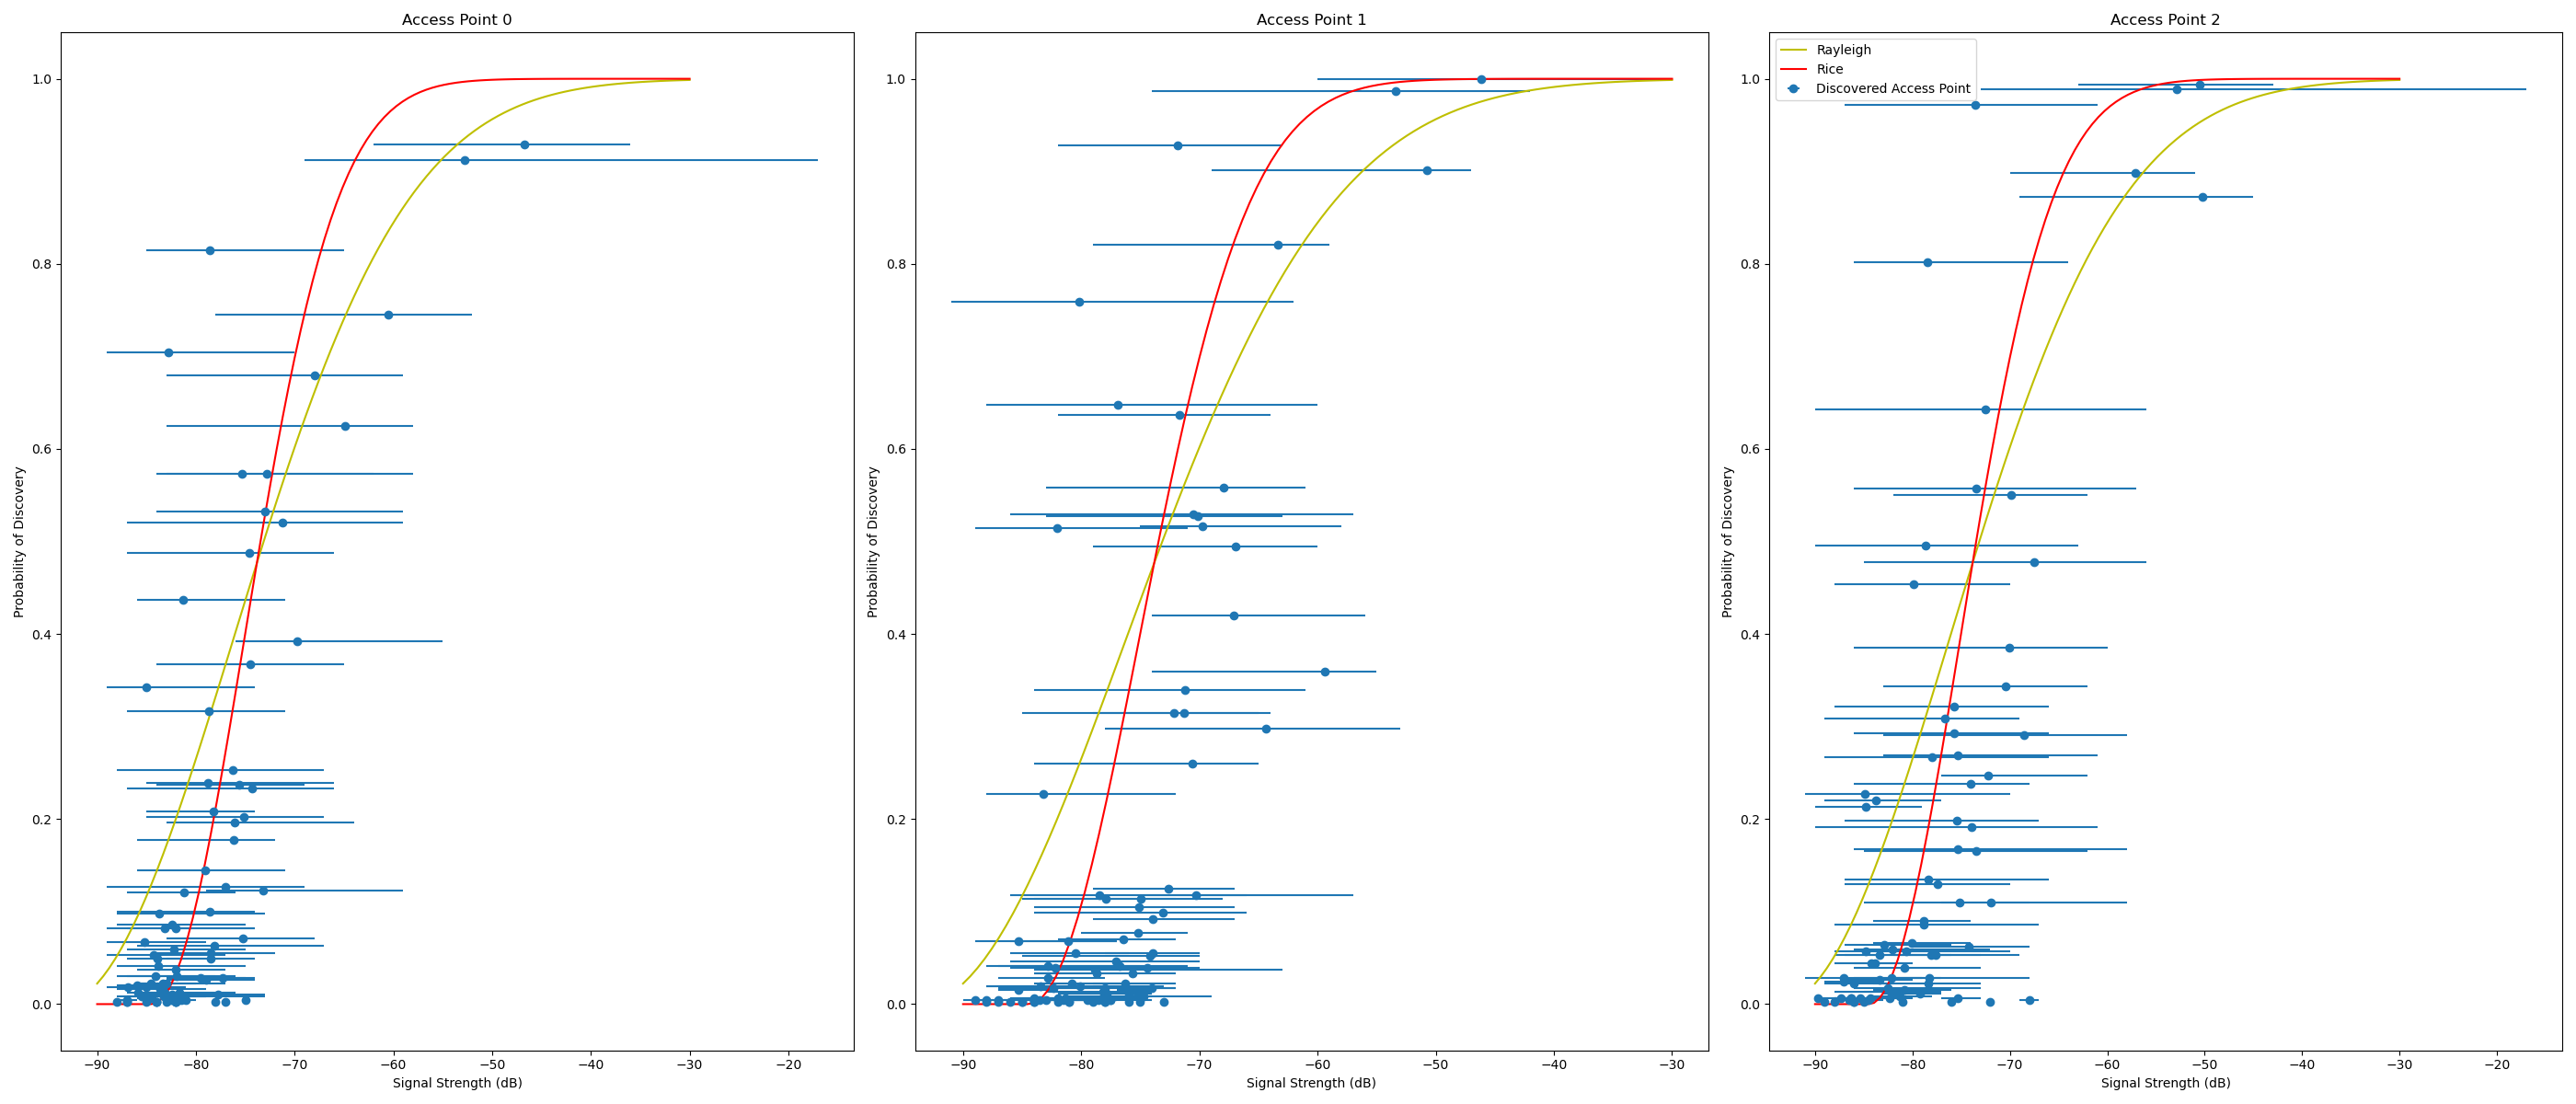 Access Point 0
Probability of Discovery
1.0
0.8
0.6
0.4
0.2
0.0
−90 −80 −70 −60 −50 −40 −30 −20
Signal Strength (dB)
Access Point 1
Probability of Discovery
1.0
0.8
0.6
0.4
0.2
0.0
−90 −80 −70 −60 −50 −40 −30
Signal Strength (dB)
Access Point 2
Rayleigh
Rice
Discovered Access Point
Probability of Discovery
1.0
0.8
0.6
0.4
0.2
0.0
−90 −80 −70 −60 −50 −40 −30 −20
Signal Strength (dB)